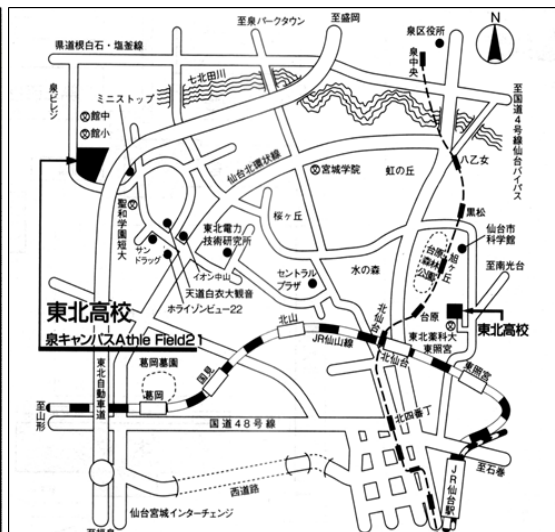 至盛岡
至泉パークタウン
泉区役所
N
県道根白石・塩釜線
泉中央
七北田川
泉ビレジ
ミニストップ
館中
館小
至国道4号線仙台バイパス
仙台北環状線
宮城学院
虹の丘
八乙女
聖和学園短大
桜ヶ丘
黒松
東北電力
技術研究所
仙台市
科学館
旭ヶ丘
台原
森林
公園
サン
ドラッグ
イオン中山
セントラル
プラザ
水の森
至南光台
天道白衣大観音
ホライゾンビュー22
東北高校
泉キャンパスAthle Field21
北仙台
台原
東北高校
東北薬科大
東照宮
北山
JR仙山線
北仙台
東照宮
国見
葛岡墓園
葛岡
東北自動車道
至山形
国道48号線
北四番丁
至石巻
西道路
JR仙台駅
仙台宮城インターチェンジ